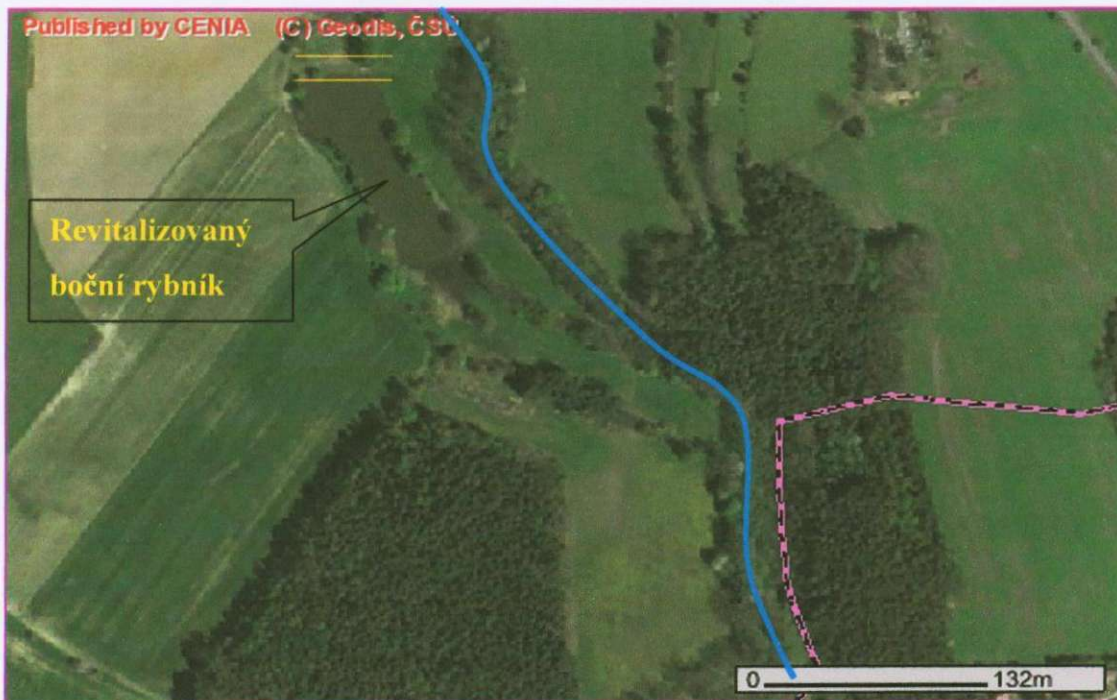 Published by CENIA (C) Geodis, ČSÚ
Revitalizovaný
boční rybník
0 132m